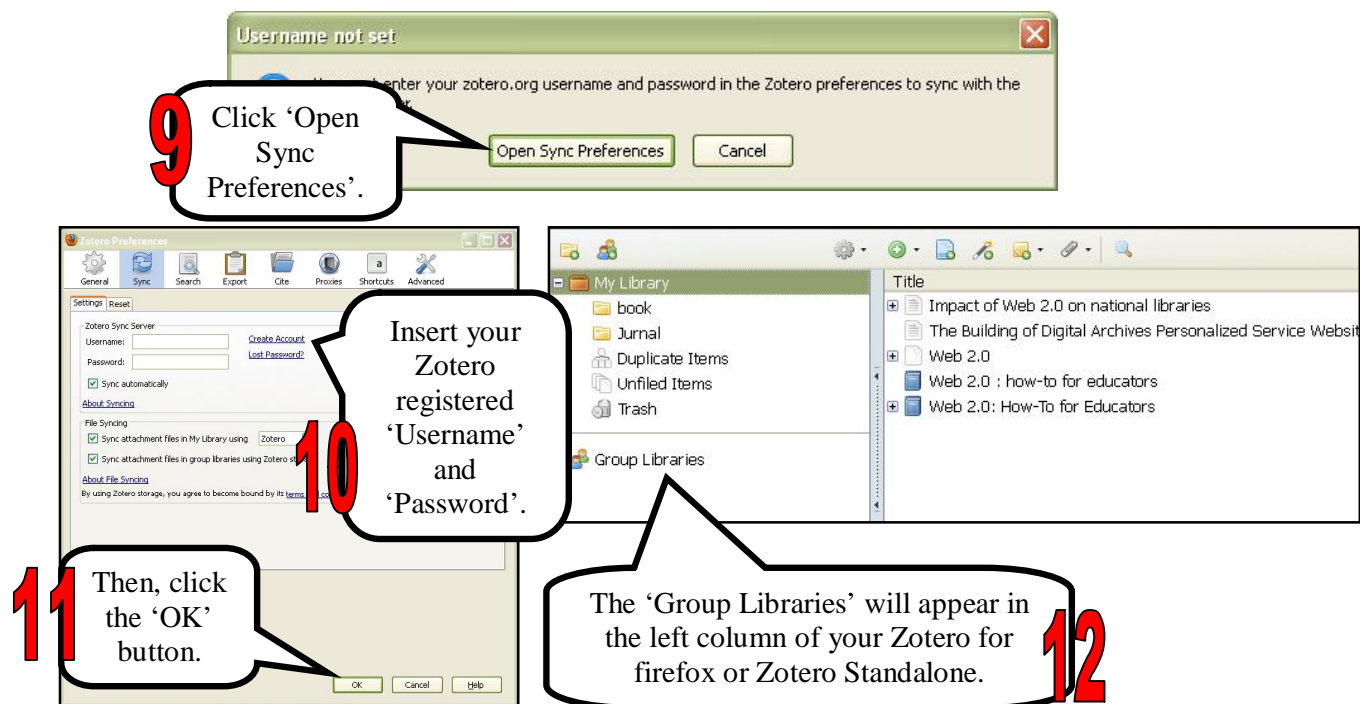 Username not set
enter your zotero.org username and password in the Zotero preferences to sync with the
9
Click ‘Open
Sync
Preferences’.
Open Sync Preferences
Cancel
Zotero Preferences
General
Sync
Search
Export
Cite
Proxies
Shortcuts
Advanced
Settings
Reset
Zotero Sync Server
Username:
Create Account
Password:
Lost Password?
Sync automatically
About Syncing
File Syncing
Sync attachment files in My Library using
Zotero
Sync attachment files in group libraries using Zotero
About File Syncing
By using Zotero storage, you agree to become bound by its terms
10
Insert your
Zotero
registered
‘Username’
and
‘Password’.
11
Then, click
the ‘OK’
button.
OK
Cancel
Help
My Library
book
Jurnal
Duplicate Items
Unfiled Items
Trash
Group Libraries
Title
Impact of Web 2.0 on national libraries
The Building of Digital Archives Personalized Service Websit
Web 2.0
Web 2.0 : how-to for educators
Web 2.0: How-To for Educators
The ‘Group Libraries’ will appear in
the left column of your Zotero for
firefox or Zotero Standalone.
12